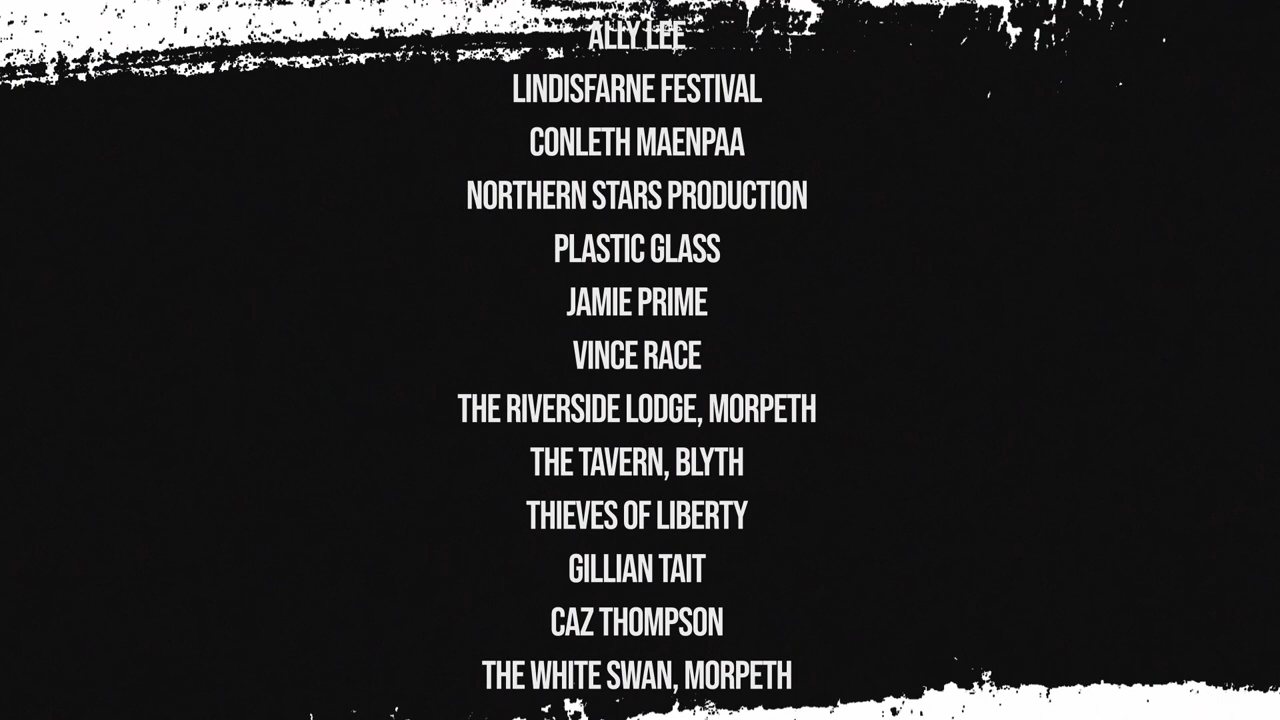 ALLY LEE
LINDISFARNE FESTIVAL
CONLETH MAENPAA
NORTHERN STARS PRODUCTION
PLASTIC GLASS
JAMIE PRIME
VINCE RACE
THE RIVERSIDE LODGE, MORPETH
THE TAVERN, BLYTH
THIEVES OF LIBERTY
GILLIAN TAIT
CAZ THOMPSON
THE WHITE SWAN, MORPETH